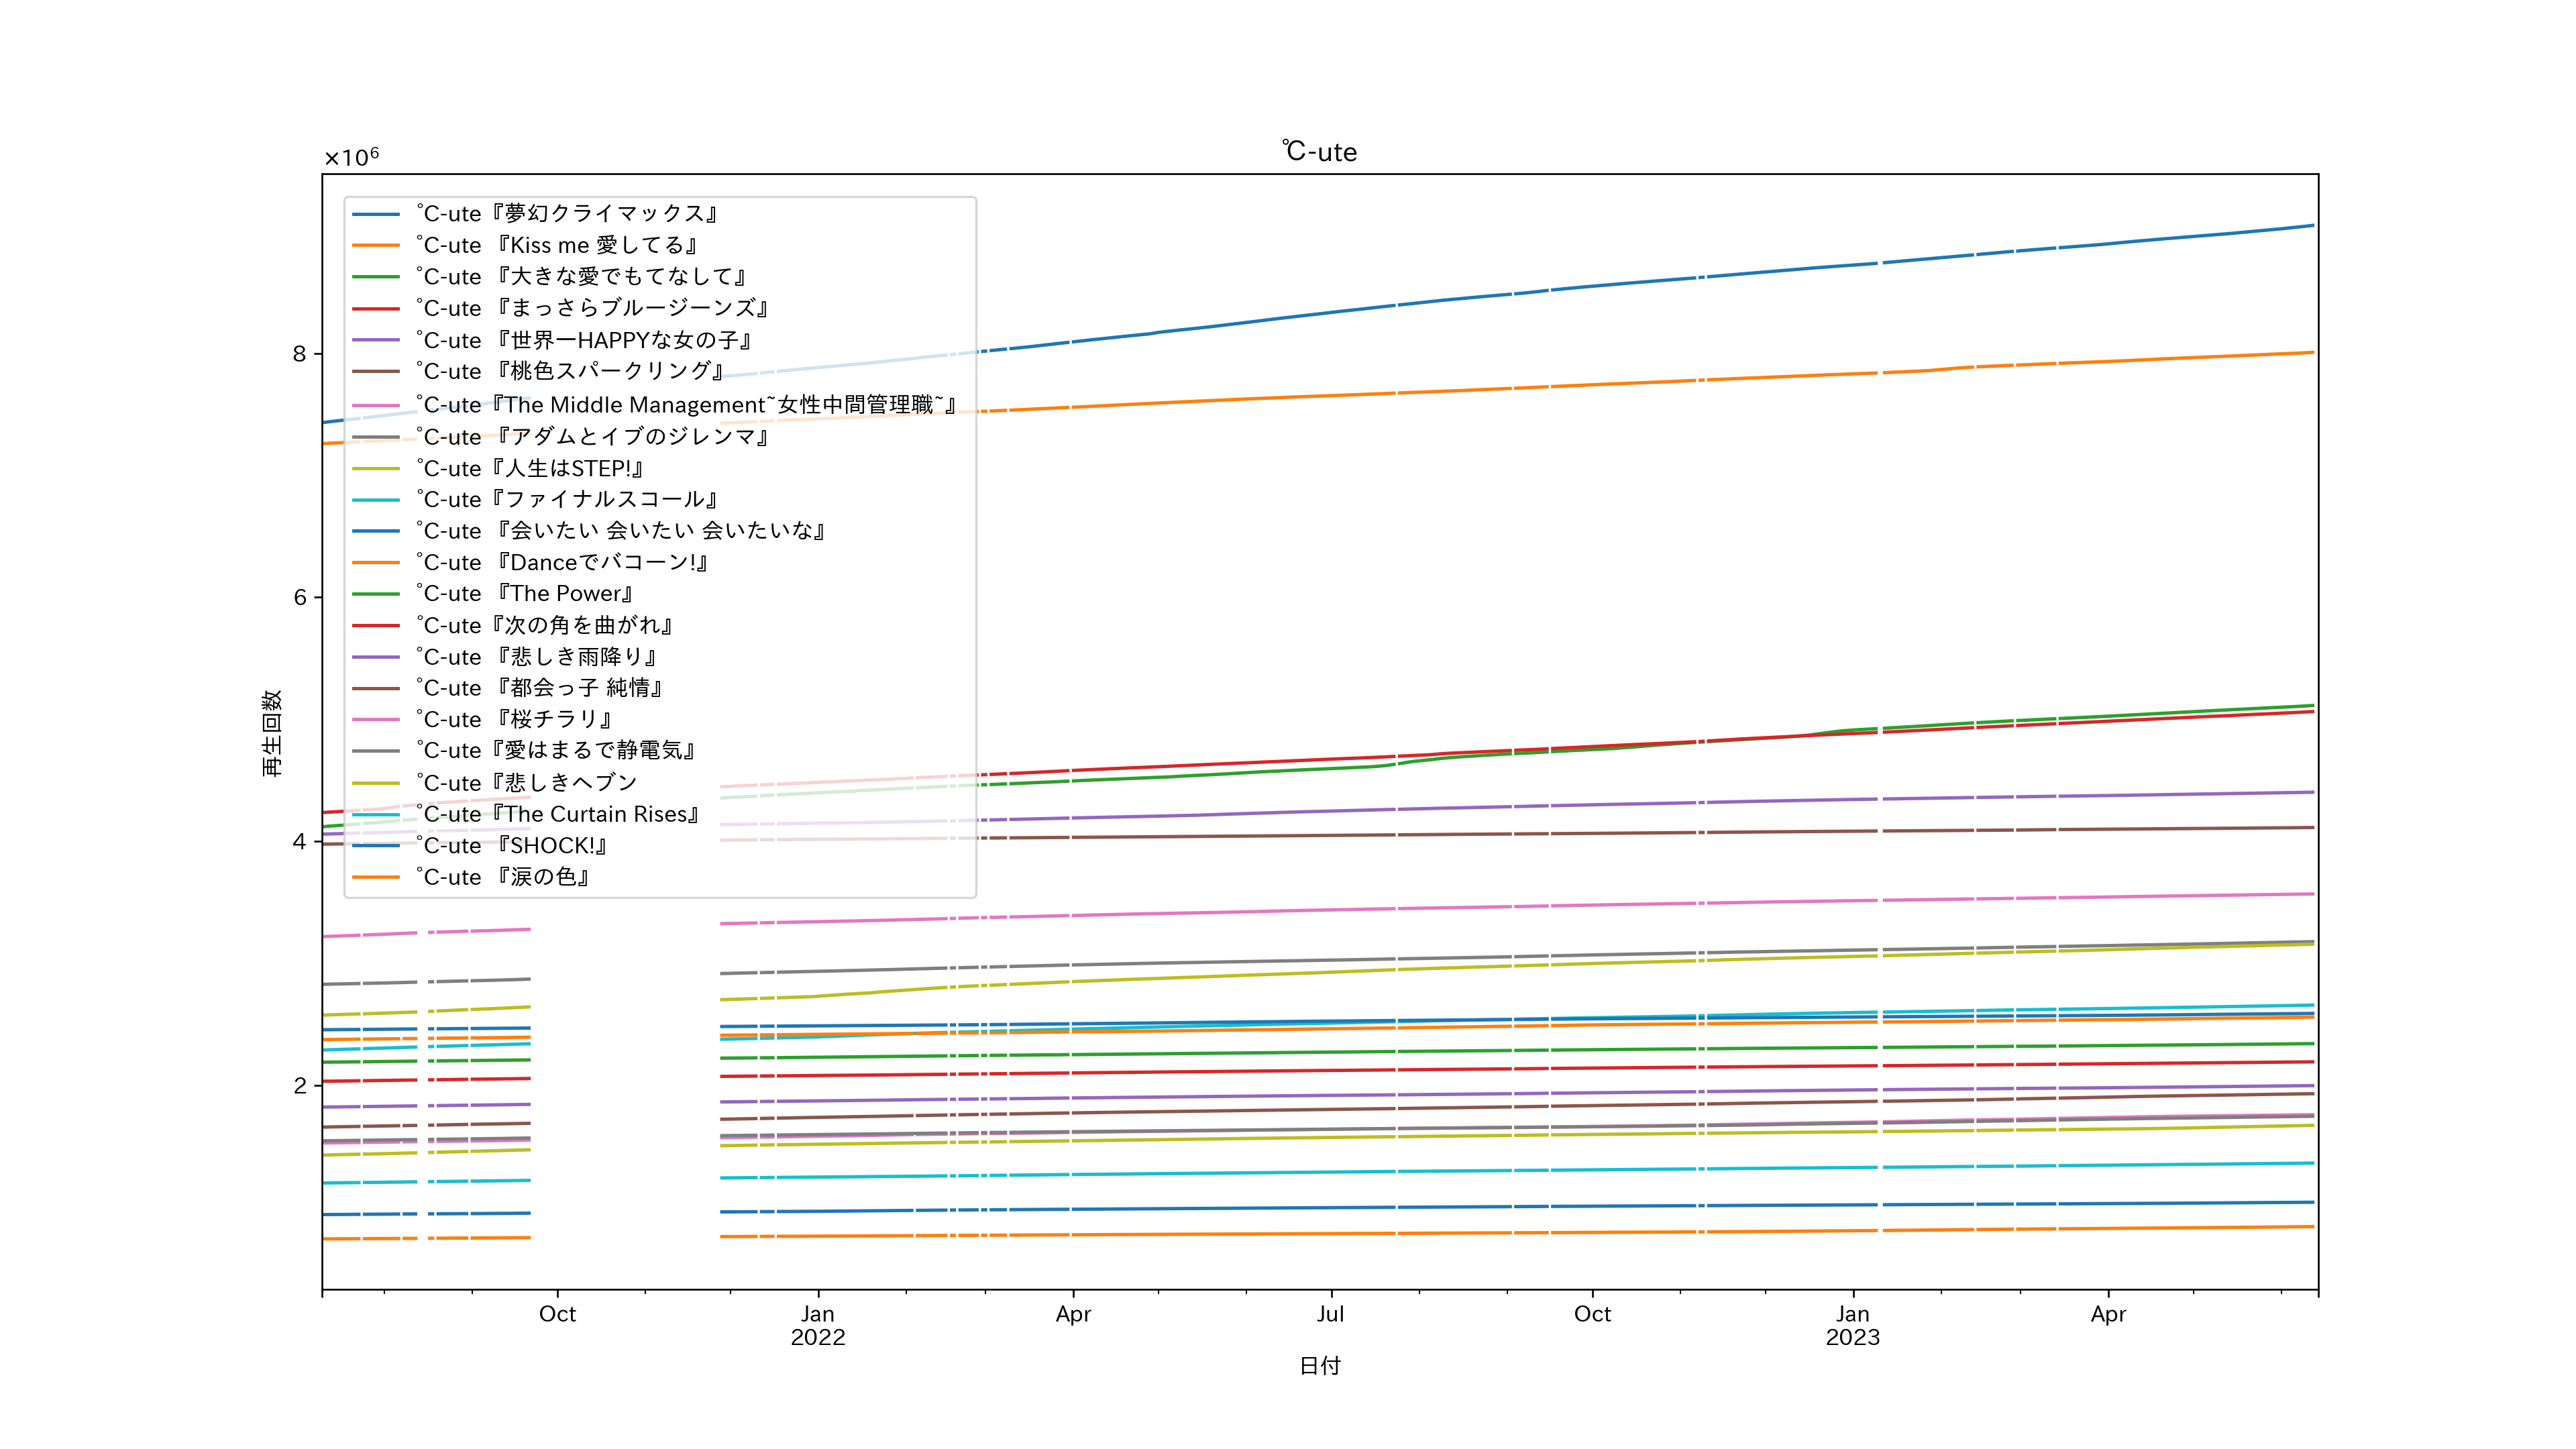 ℃-ute
×10⁶
℃-ute『夢幻クライマックス』
℃-ute 『Kiss me 愛してる』
℃-ute 『大きな愛でもてなして』
℃-ute 『まっさらブルージーンズ』
℃-ute 『世界一HAPPYな女の子』
℃-ute 『桃色スパークリング』
℃-ute『The Middle Management~女性中間管理職~』
℃-ute『アダムとイブのジレンマ』
℃-ute『人生はSTEP!』
℃-ute『ファイナルスコール』
℃-ute 『会いたい 会いたい 会いたいな』
℃-ute 『Danceでバコーン!』
℃-ute 『The Power』
℃-ute『次の角を曲がれ』
℃-ute 『悲しき雨降り』
℃-ute 『都会っ子 純情』
℃-ute 『桜チラリ』
℃-ute『愛はまるで静電気』
℃-ute『悲しきヘブン
℃-ute『The Curtain Rises』
℃-ute 『SHOCK!』
℃-ute 『涙の色』
8
6
4
2
再生回数
Oct
Jan
2022
Apr
Jul
Oct
Jan
2023
Apr
日付